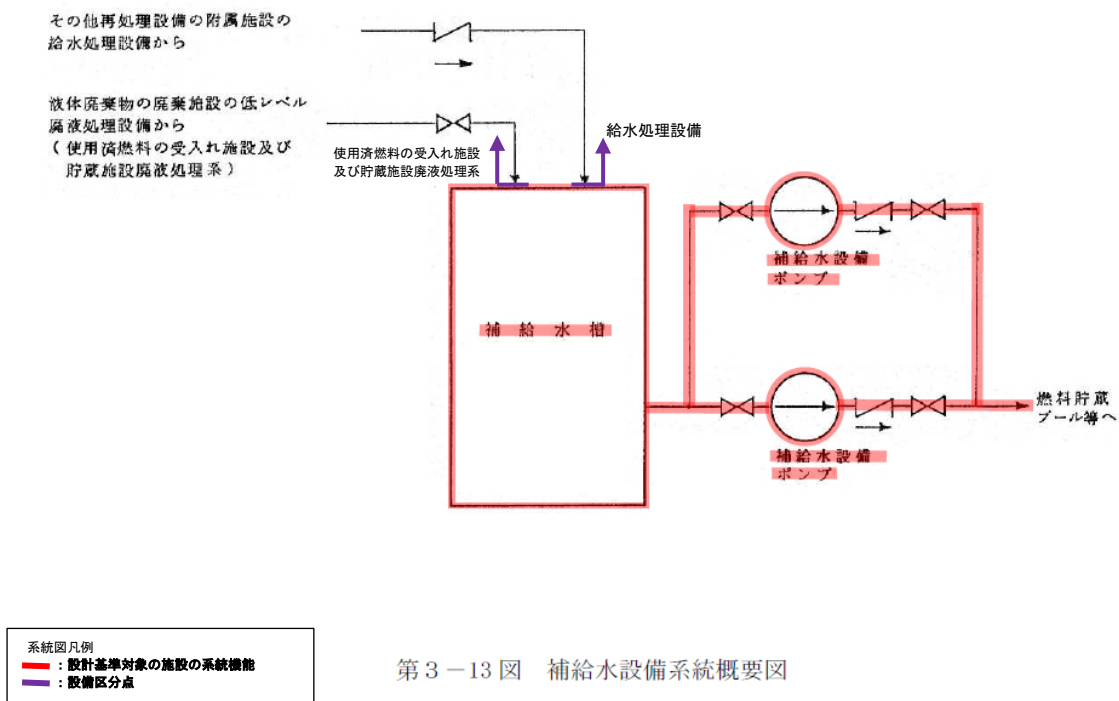 その他再処理設備の附属施設の
給水処理設備から
液体廃棄物の廃棄施設の低レベル
廃液処理設備から
(使用済燃料の受入れ施設及び
貯蔵施設廃液処理系)
使用済燃料の受入れ施設
及び貯蔵施設廃液処理系
給水処理設備
補給水設備
ポンプ
補給水槽
燃料貯蔵
プール等へ
補給水設備
ポンプ
系統図凡例
:設計基準対象の施設の系統機能
:設備区分点
第3-13図 補給水設備系統概要図